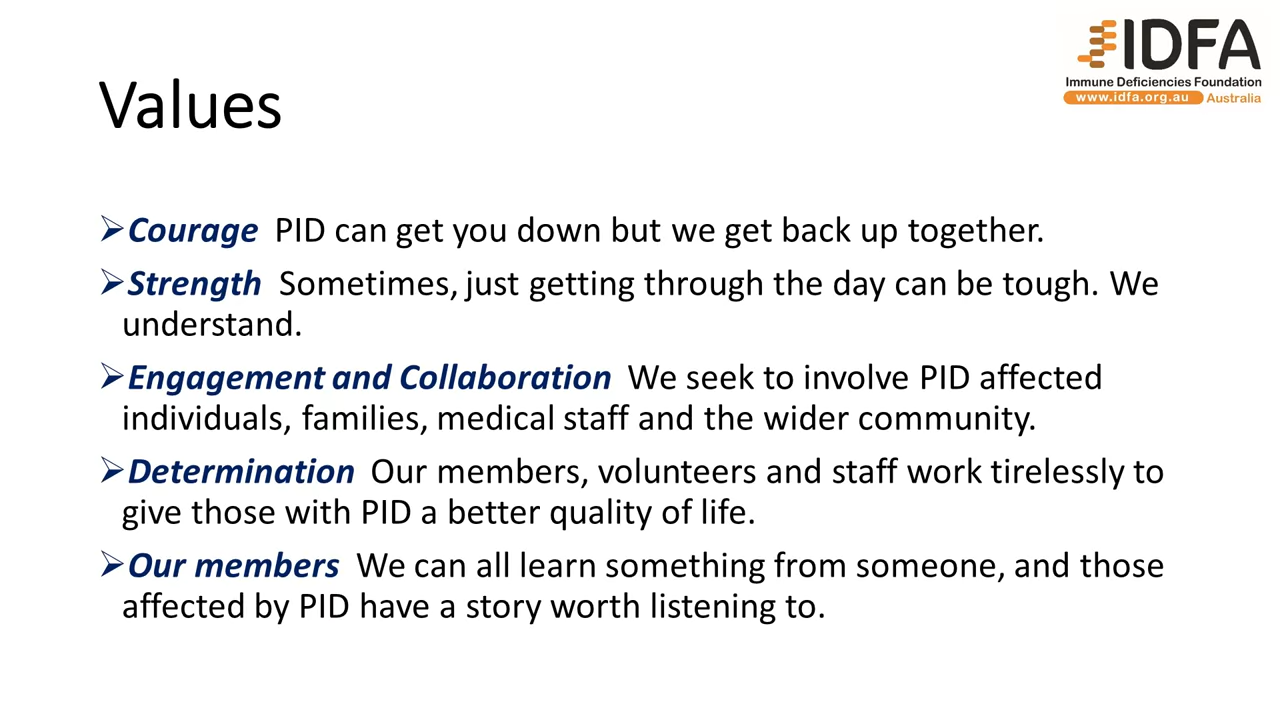 IDFA
Immune Deficiencies Foundation
www.idfa.org.au Australia
Values
➢Courage PID can get you down but we get back up together.
➢Strength Sometimes, just getting through the day can be tough. We
understand.
➢Engagement and Collaboration We seek to involve PID affected
individuals, families, medical staff and the wider community.
➢Determination Our members, volunteers and staff work tirelessly to
give those with PID a better quality of life.
➢Our members We can all learn something from someone, and those
affected by PID have a story worth listening to.